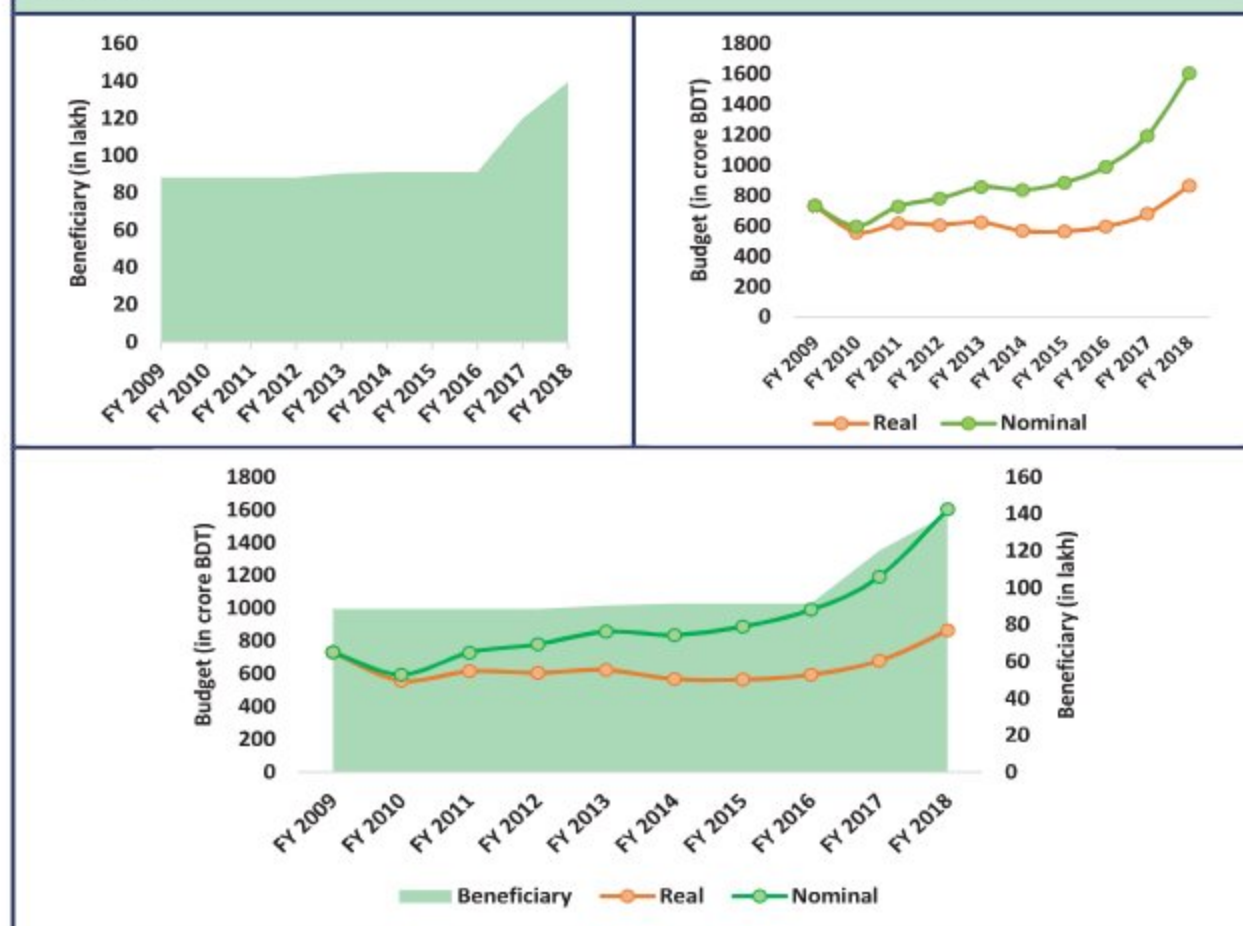 160
140
120
100
80
60
40
20
0
Beneficiary (in lakh)
FY 2009
FY 2010
FY 2011
FY 2012
FY 2013
FY 2014
FY 2015
FY 2016
FY 2017
FY 2018
1800
1600
1400
1200
1000
800
600
400
200
0
Budget (in crore BDT)
FY 2009
FY 2010
FY 2011
FY 2012
FY 2013
FY 2014
FY 2015
FY 2016
FY 2017
FY 2018
Real Nominal
1800
1600
1400
1200
1000
800
600
400
200
0
Budget (in crore BDT)
160
140
120
100
80
60
40
20
0
Beneficiary (in lakh)
FY 2009
FY 2010
FY 2011
FY 2012
FY 2013
FY 2014
FY 2015
FY 2016
FY 2017
FY 2018
Beneficiary Real Nominal